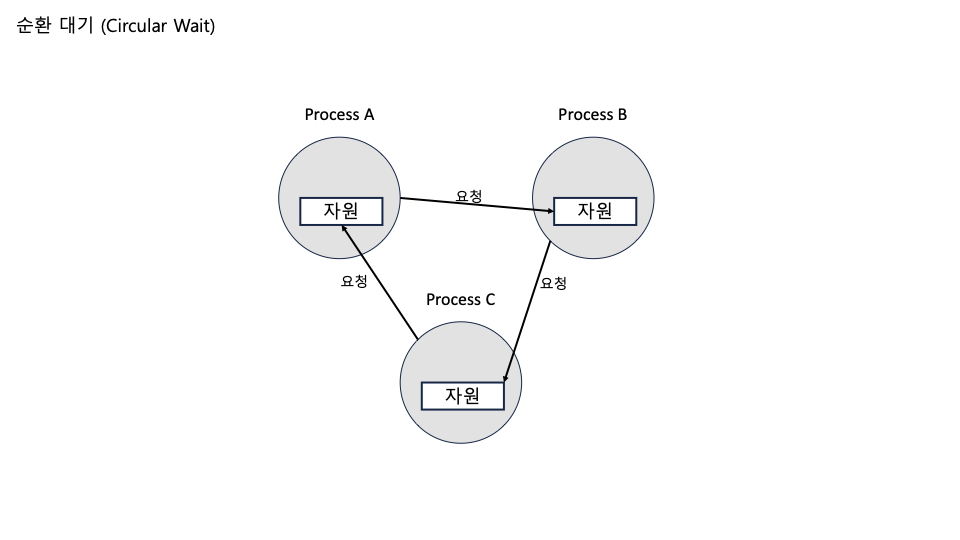 순환 대기 (Circular Wait)
Process A
Process B
자원
요청
자원
요청
요청
Process C
자원